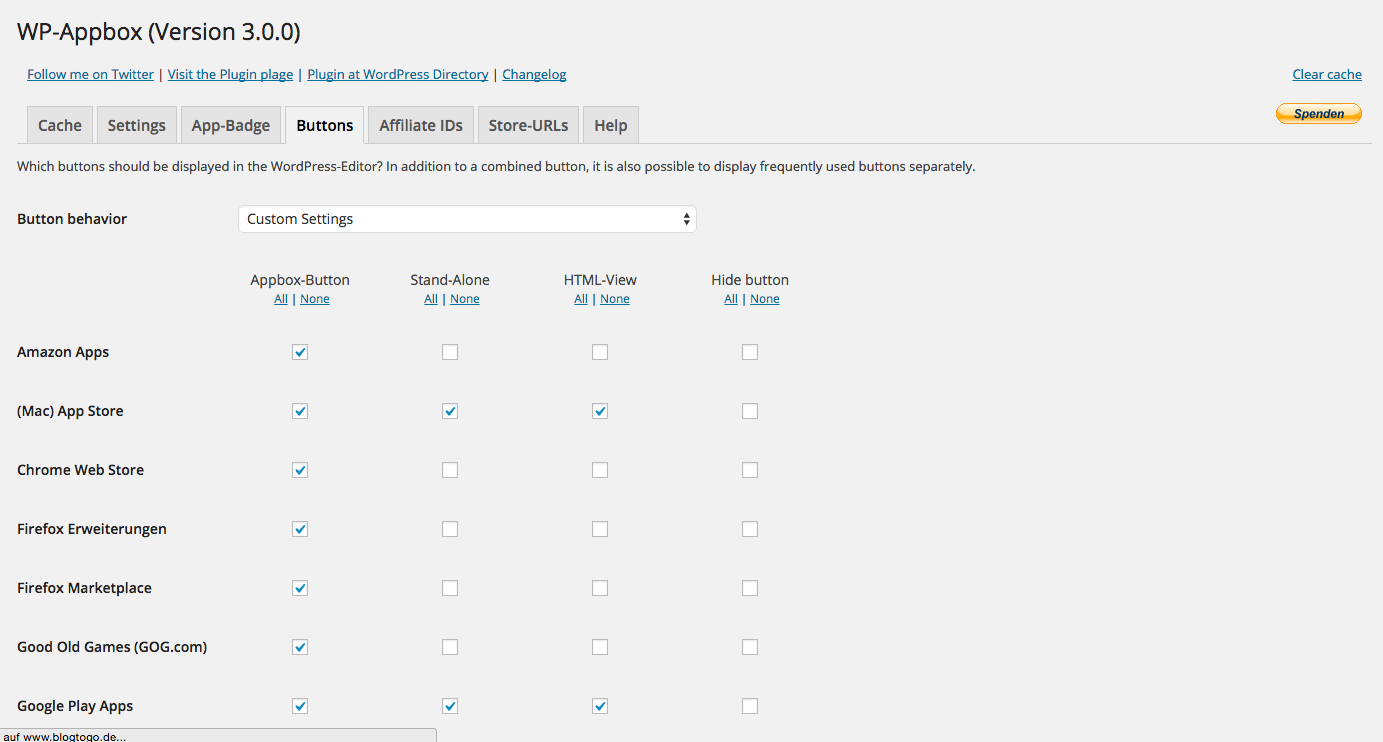 WP-Appbox (Version 3.0.0)
Follow me on Twitter | Visit the Plugin plage | Plugin at WordPress Directory | Changelog Clear cache
Spenden
Cache Settings App-Badge Buttons Affiliate IDs Store-URLs Help
Which buttons should be displayed in the WordPress-Editor? In addition to a combined button, it is also possible to display frequently used buttons separately.
Button behavior Custom Settings
Appbox-Button Stand-Alone HTML-View Hide button
All | None All | None All | None All | None
Amazon Apps
(Mac) App Store
Chrome Web Store
Firefox Erweiterungen
Firefox Marketplace
Good Old Games (GOG.com)
Google Play Apps
auf www.blogtogo.de...